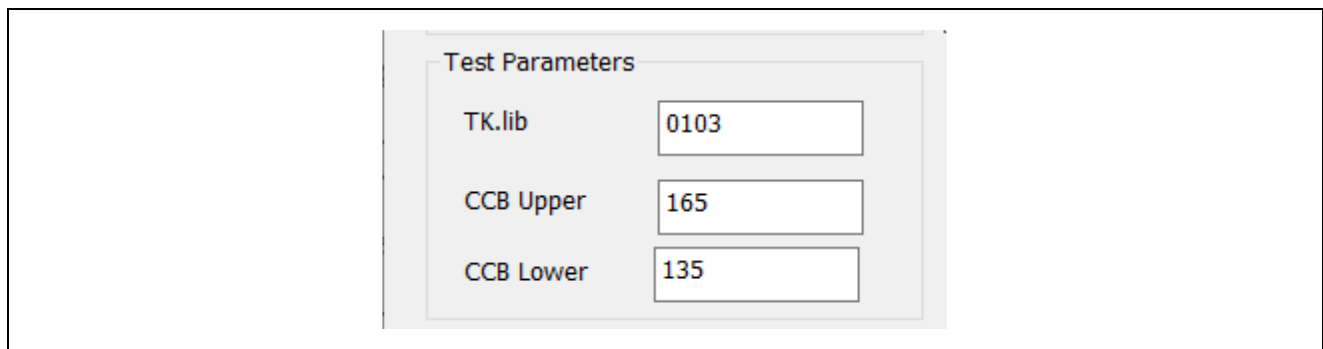 Test Parameters
TK.lib 0103
CCB Upper 165
CCB Lower 135